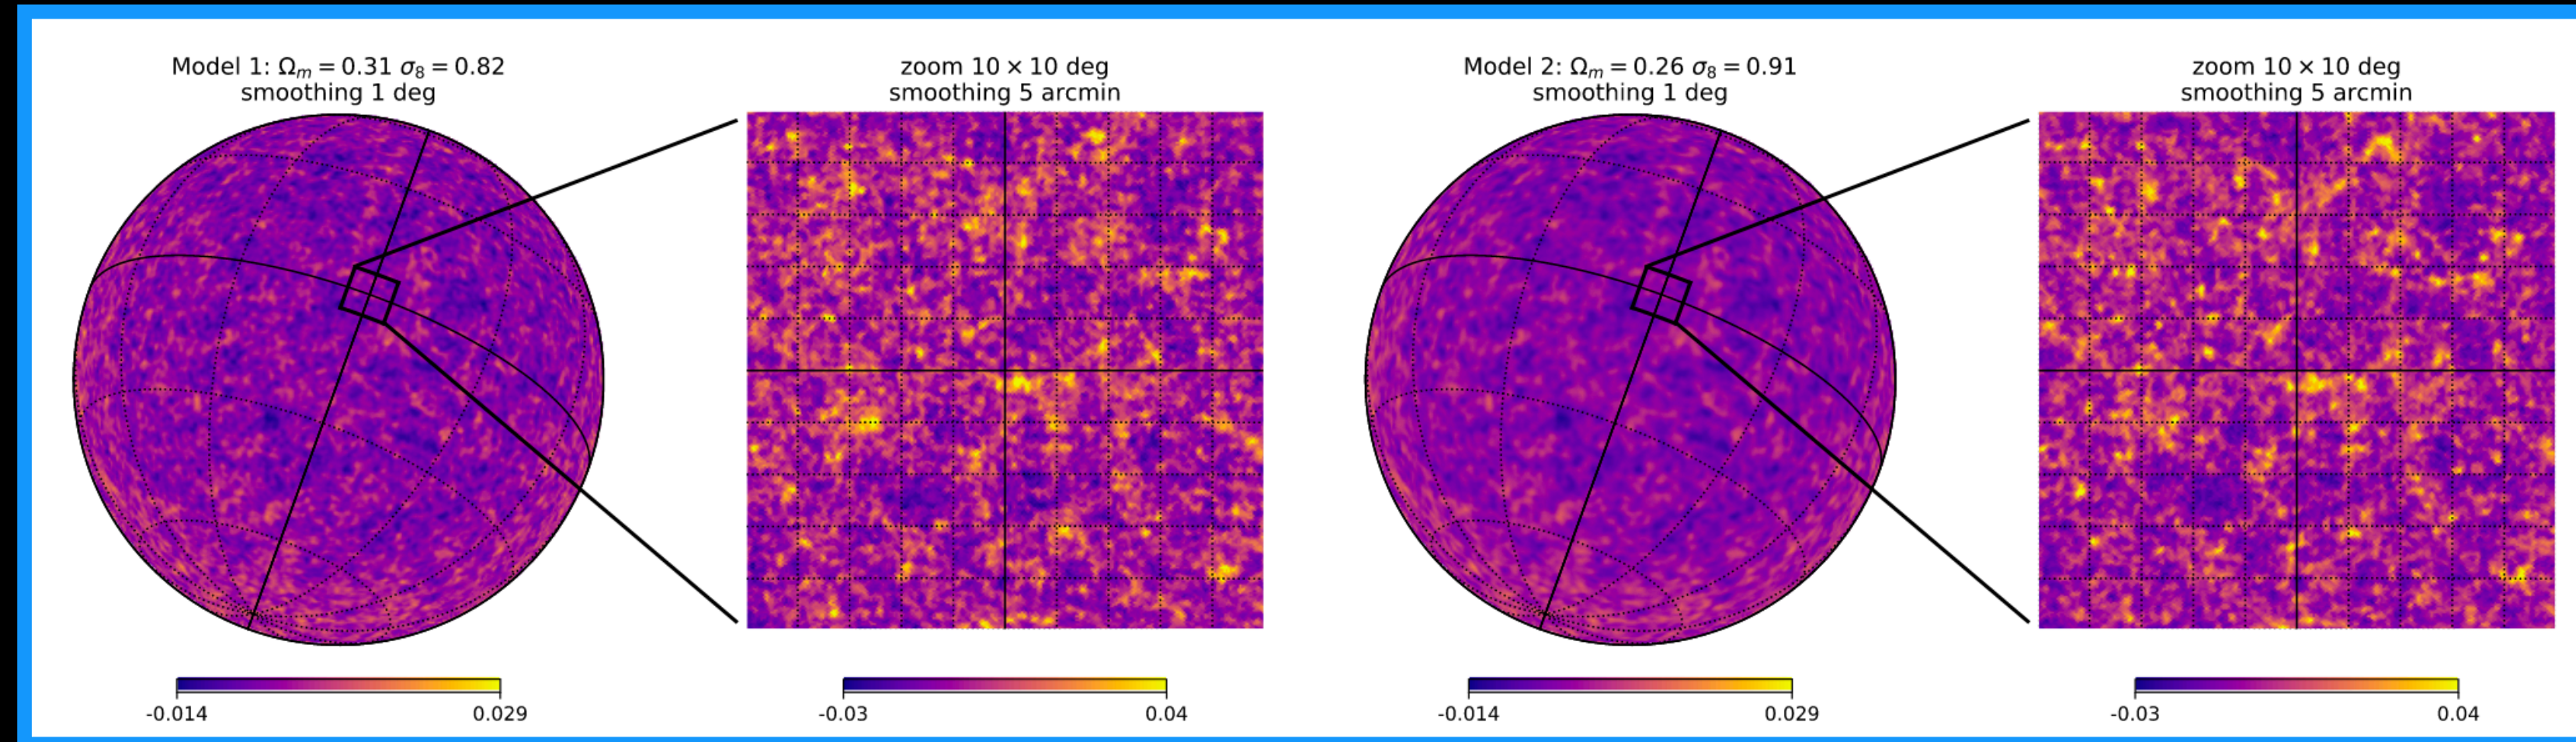 Model 1: Ωₘ = 0.31 σ₈ = 0.82
smoothing 1 deg
zoom 10 × 10 deg
smoothing 5 arcmin
Model 2: Ωₘ = 0.26 σ₈ = 0.91
smoothing 1 deg
zoom 10 × 10 deg
smoothing 5 arcmin
-0.014 0.029
-0.03 0.04
-0.014 0.029
-0.03 0.04